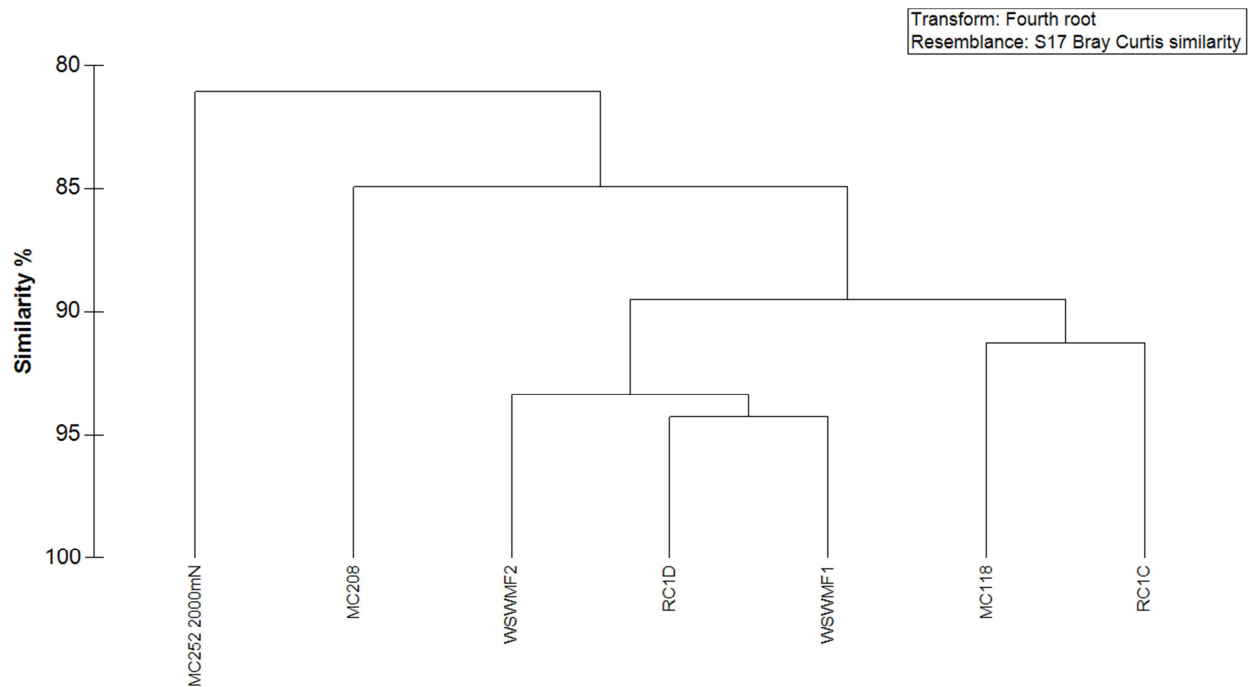 Transform: Fourth root
Resemblance: S17 Bray Curtis similarity
80
85
90
95
100
Similarity %
MC252 2000mN
MC208
WSWMF2
RC1D
WSWMF1
MC118
RC1C